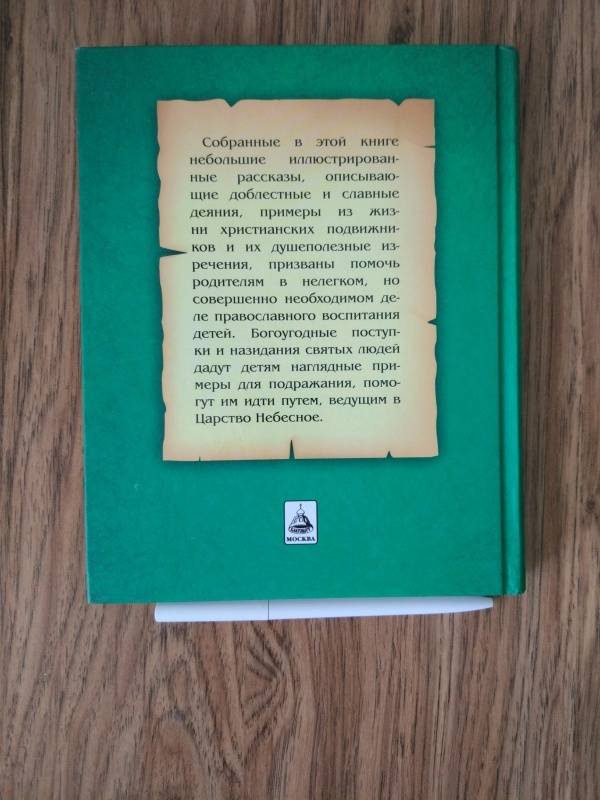 Собранные в этой книге
небольшие иллюстрирован-
ные рассказы, описываю-
щие доблестные и славные
деяния, примеры из жиз-
ни христианских подвижни-
ков и их душеполезные из-
речения, призваны помочь
родителям в нелегком, но
совершенно необходимом де-
ле православного воспитания
детей. Богоугодные поступ-
ки и назидания святых людей
дадут детям наглядные при-
меры для подражания, помо-
гут им идти путем, ведущим в
Царство Небесное.
МОСКВА